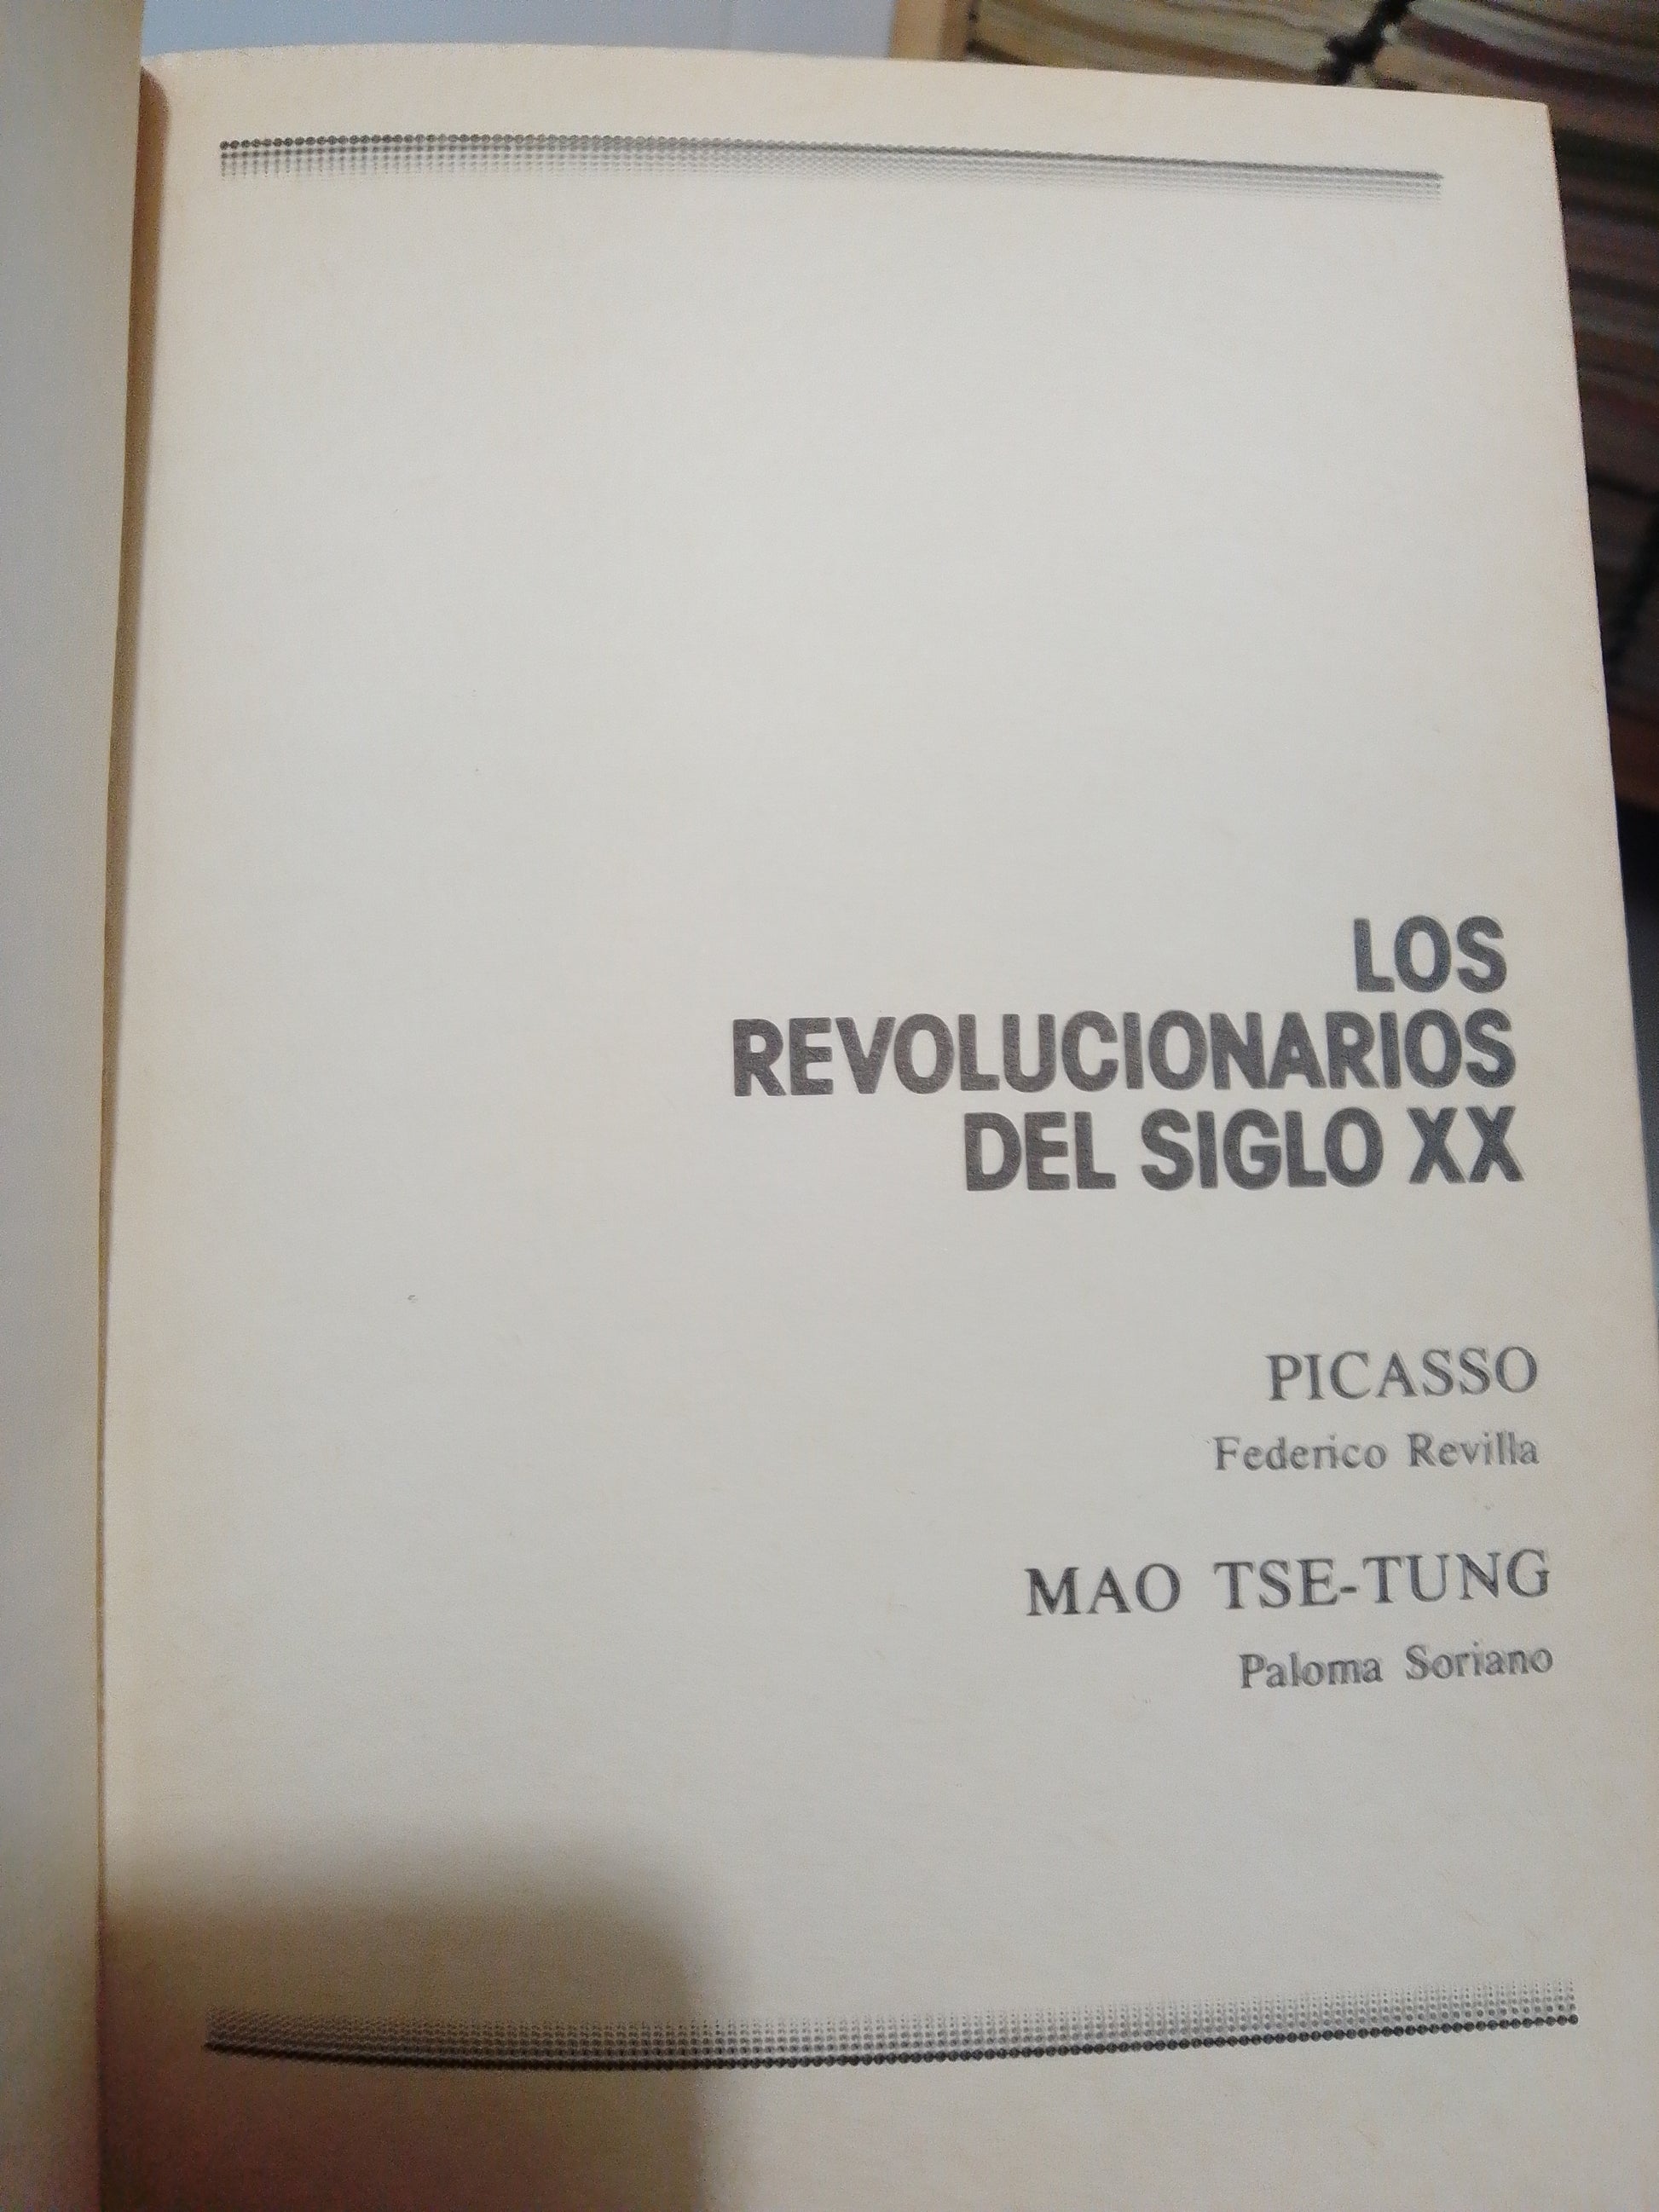 LOS
REVOLUCIONARIOS
DEL SIGLO XX
PICASSO
Federico Revilla
MAO TSE-TUNG
Paloma Soriano